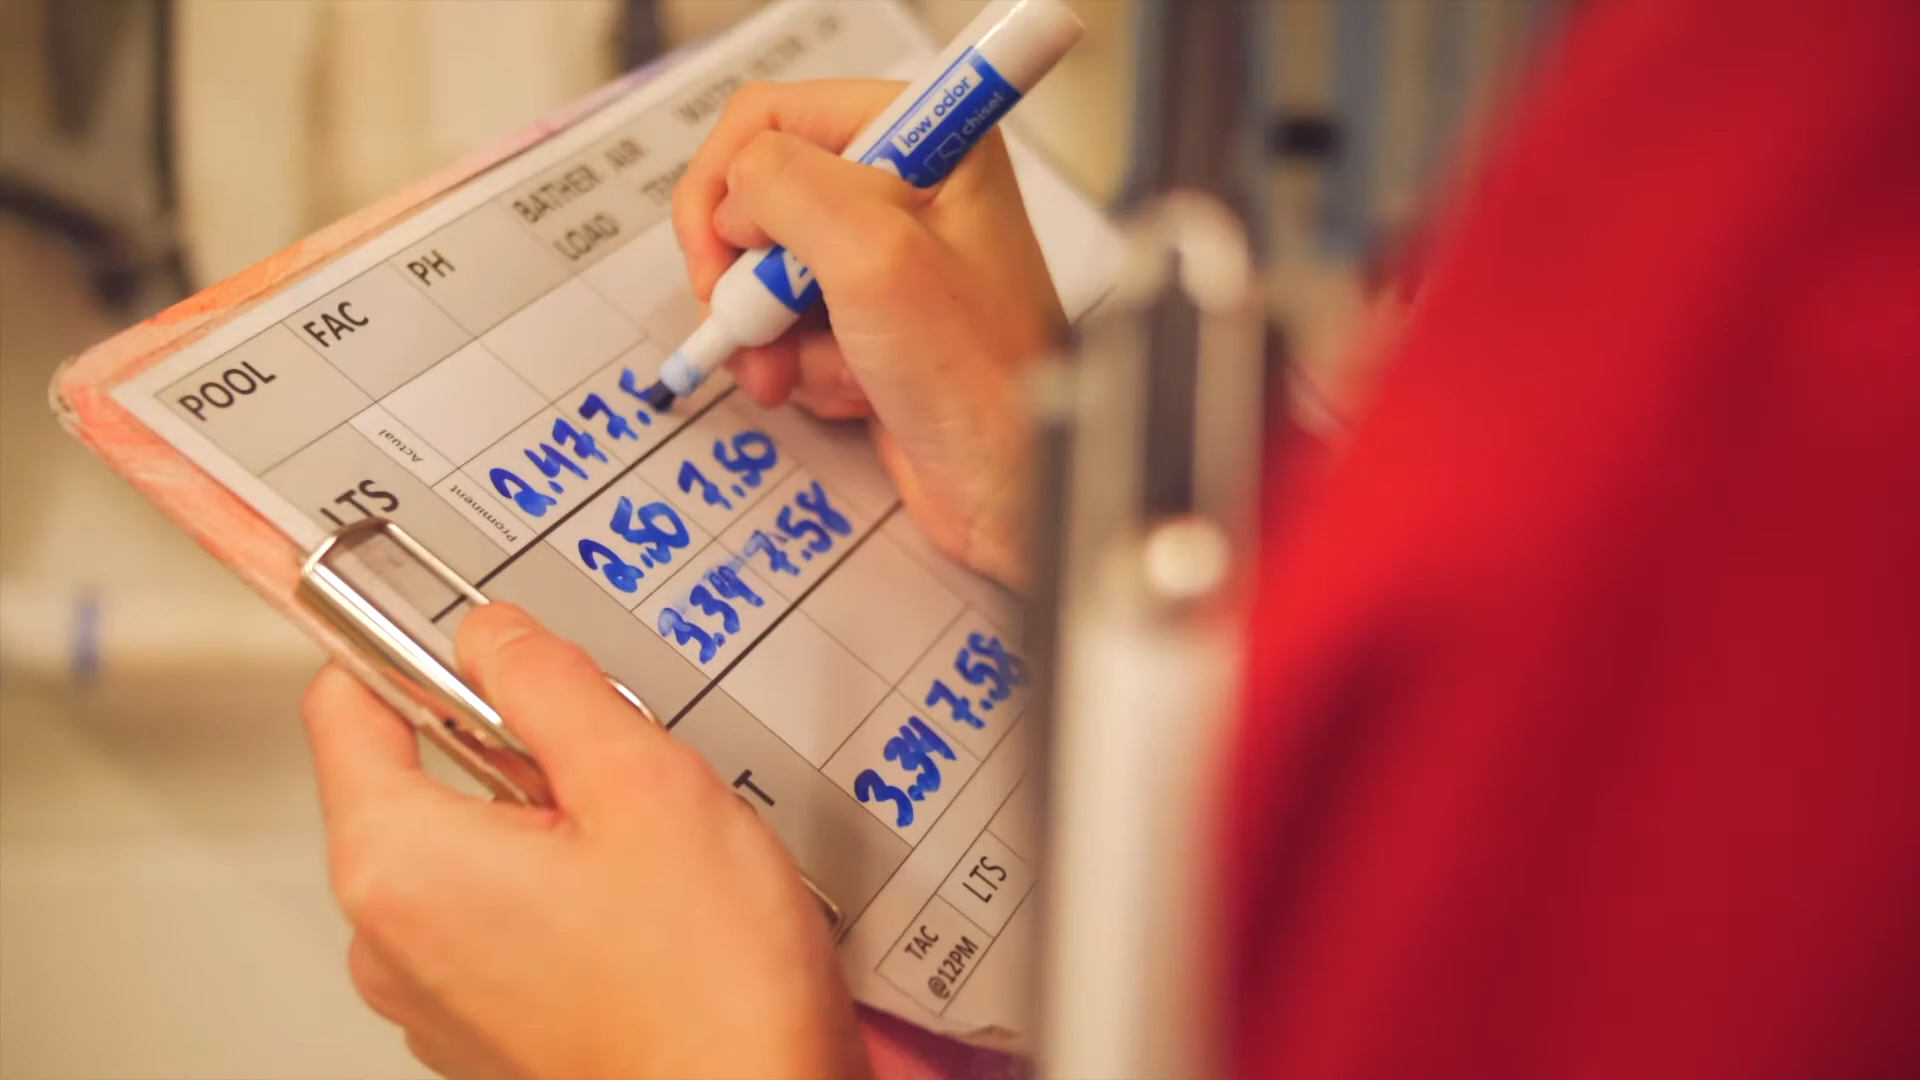 POOL FAC PH BATHER LOAD AIR
LTS Actual
Prominent 2.47 7.5
2.50 7.50
3.34 7.58
T
3.34 7.58
TAC @12PM LTS
low odor
chisel